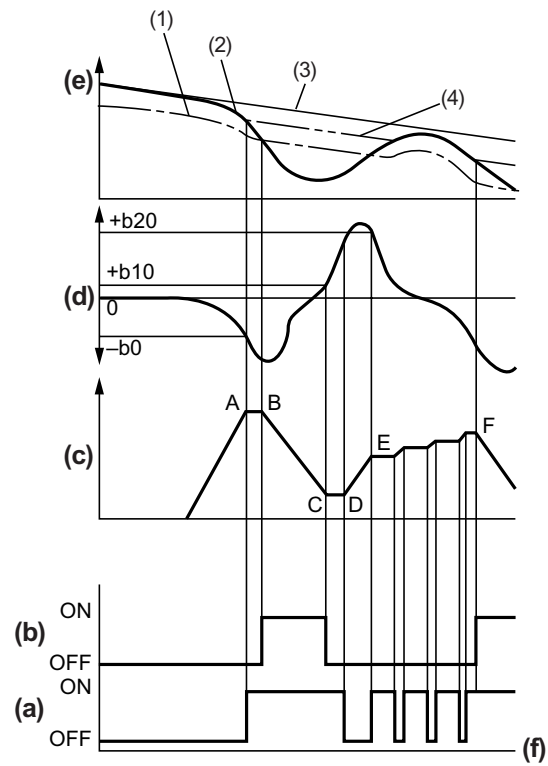 (1)
(2)
(3)
(4)
(e)
+b20
+b10
(d)
0
–b0
A B
E
F
(c)
C D
ON
(b)
OFF
ON
(a)
OFF
(f)